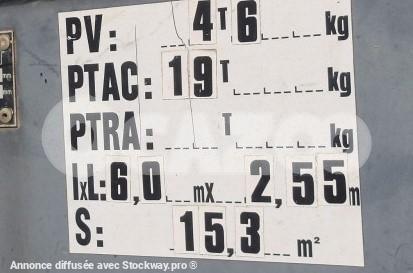 PV: 4T6 kg
PTAC: 19T kg
PTRA: T kg
lxL: 6,0 mx 2,55 m
S: 15,3 m²
Annonce diffusée avec Stockway.pro ®